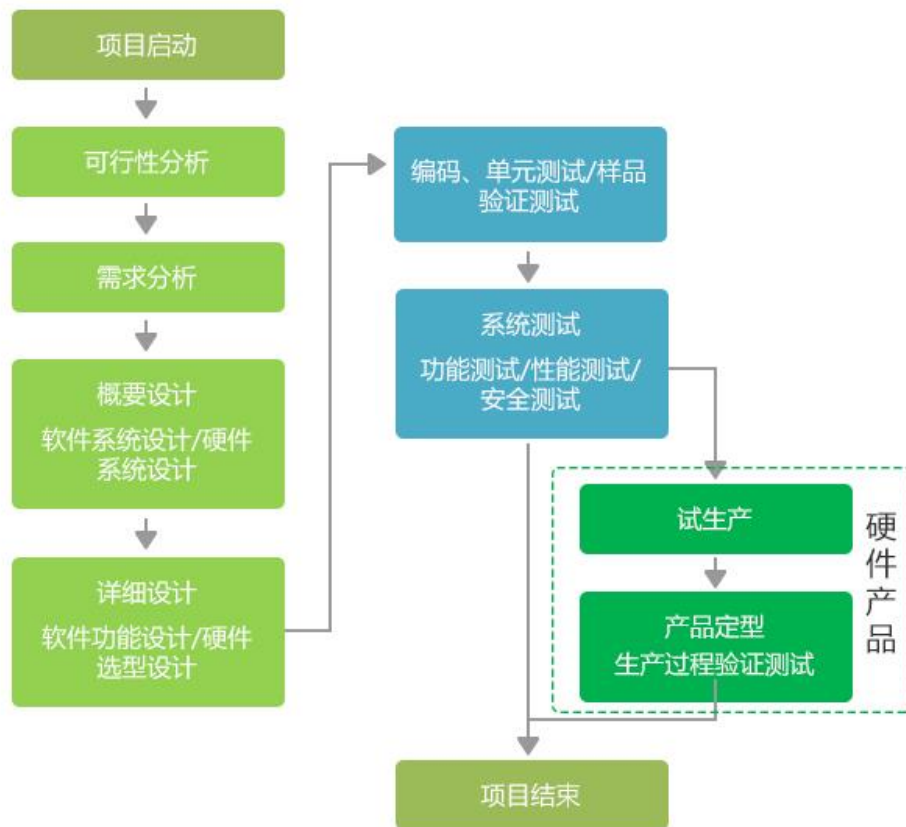 项目启动
可行性分析
需求分析
概要设计
软件系统设计/硬件
系统设计
详细设计
软件功能设计/硬件
选型设计
编码、单元测试/样品
验证测试
系统测试
功能测试/性能测试/
安全测试
试生产
产品定型
生产过程验证测试
硬件产品
项目结束